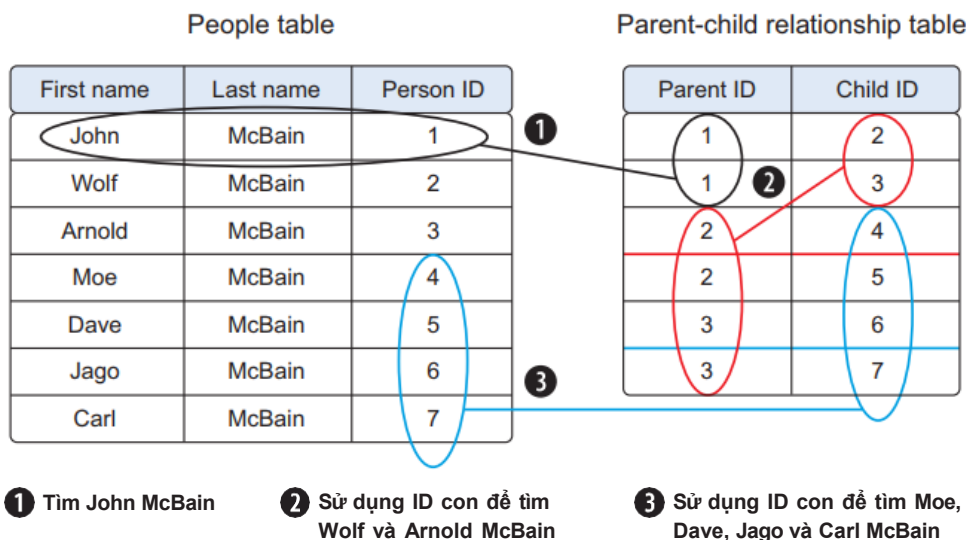 People table
Parent-child relationship table
First name Last name Person ID
John McBain 1
Wolf McBain 2
Arnold McBain 3
Moe McBain 4
Dave McBain 5
Jago McBain 6
Carl McBain 7
1
2
3
Parent ID Child ID
1 2
1 3
2 4
2 5
3 6
3 7
1 Tìm John McBain
2 Sử dụng ID con để tìm
Wolf và Arnold McBain
3 Sử dụng ID con để tìm Moe,
Dave, Jago và Carl McBain